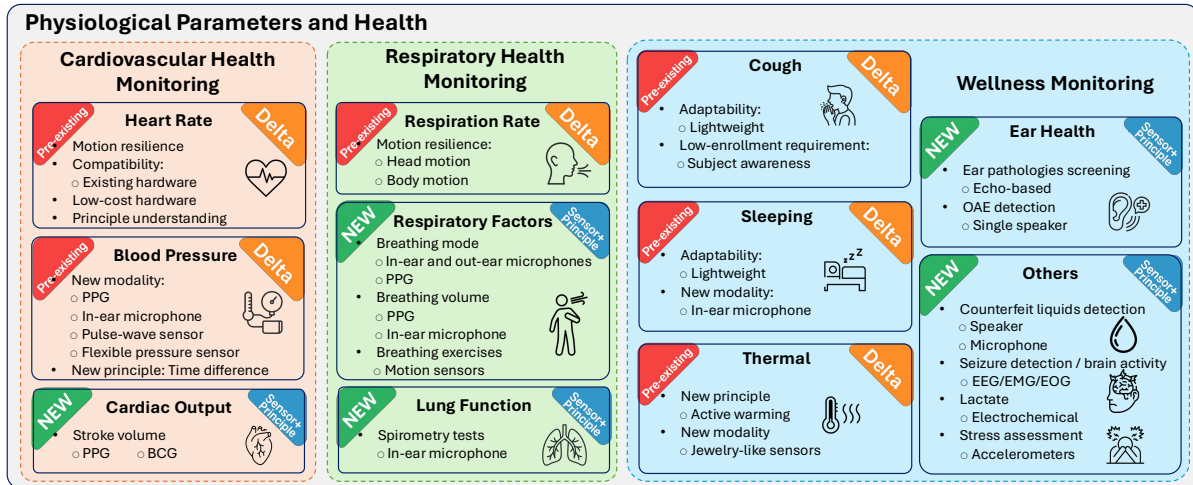 Physiological Parameters and Health
Cardiovascular Health
Monitoring
Pre-existing
Heart Rate
Delta
• Motion resilience
• Compatibility:
o Existing hardware
• Low-cost hardware
• Principle understanding
Pre-existing
Blood Pressure
Delta
• New modality:
o PPG
o In-ear microphone
o Pulse-wave sensor
o Flexible pressure sensor
• New principle: Time difference
NEW
Cardiac Output
Sensor+
Principle
• Stroke volume
o PPG o BCG
Respiratory Health
Monitoring
Pre-existing
Respiration Rate
Delta
• Motion resilience:
o Head motion
o Body motion
NEW
Respiratory Factors
Sensor+
Principle
• Breathing mode
o In-ear and out-ear microphones
o PPG
• Breathing volume
o PPG
o In-ear microphone
• Breathing exercises
o Motion sensors
NEW
Lung Function
Sensor+
Principle
• Spirometry tests
o In-ear microphone
Wellness Monitoring
Pre-existing
Cough
Delta
• Adaptability:
o Lightweight
• Low-enrollment requirement:
o Subject awareness
Pre-existing
Sleeping
Delta
• Adaptability:
o Lightweight
• New modality:
o In-ear microphone
z z Z
Pre-existing
Thermal
Delta
• New principle
o Active warming
• New modality
o Jewelry-like sensors
NEW
Ear Health
Sensor+
Principle
• Ear pathologies screening
o Echo-based
• OAE detection
o Single speaker
NEW
Others
Sensor+
Principle
• Counterfeit liquids detection
o Speaker
o Microphone
• Seizure detection / brain activity
o EEG/EMG/EOG
• Lactate
o Electrochemical
• Stress assessment
o Accelerometers